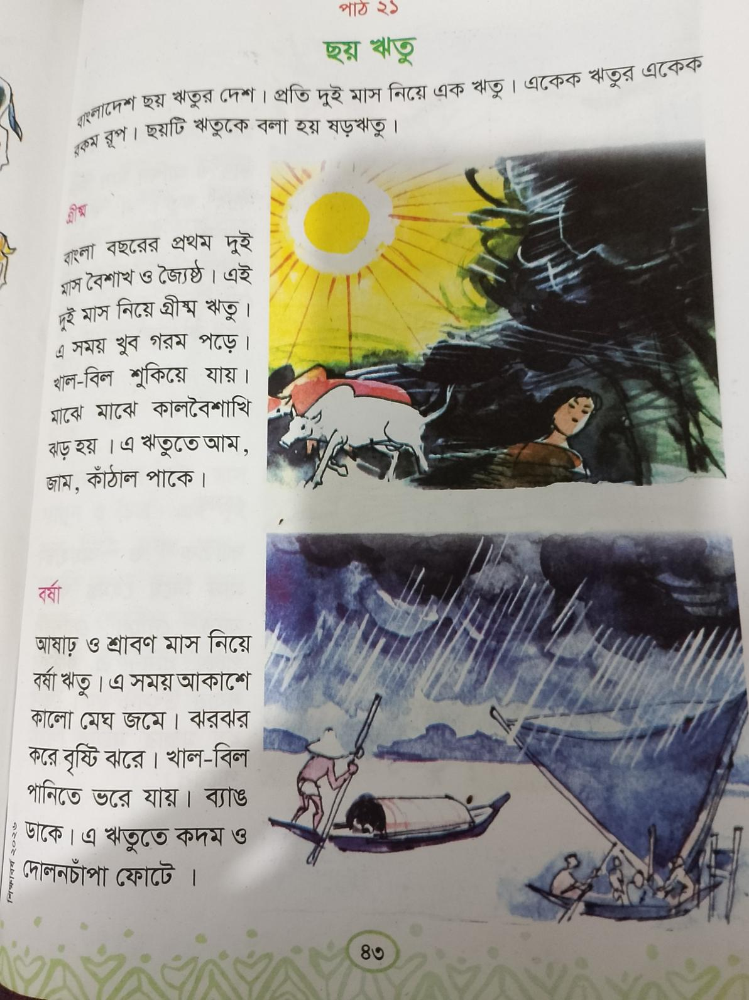 পাঠ ২১
ছয় ঋতু
বাংলাদেশ ছয় ঋতুর দেশ। প্রতি দুই মাস নিয়ে এক ঋতু। একেক ঋতুর একেক
রকম রূপ। ছয়টি ঋতুকে বলা হয় ষড়ঋতু।
গ্রীষ্ম
বাংলা বছরের প্রথম দুই
মাস বৈশাখ ও জ্যৈষ্ঠ। এই
দুই মাস নিয়ে গ্রীষ্ম ঋতু।
এ সময় খুব গরম পড়ে।
খাল-বিল শুকিয়ে যায়।
মাঝে মাঝে কালবৈশাখি
ঝড় হয় । এ ঋতুতে আম,
জাম, কাঁঠাল পাকে।
বর্ষা
আষাঢ় ও শ্রাবণ মাস নিয়ে
বর্ষা ঋতু। এ সময় আকাশে
কালো মেঘ জমে। ঝরঝর
করে বৃষ্টি ঝরে। খাল-বিল
পানিতে ভরে যায়। ব্যাঙ
ডাকে। এ ঋতুতে কদম ও
দোলনচাঁপা ফোটে ।
শিক্ষাবর্ষ ২০২৬
৪৩